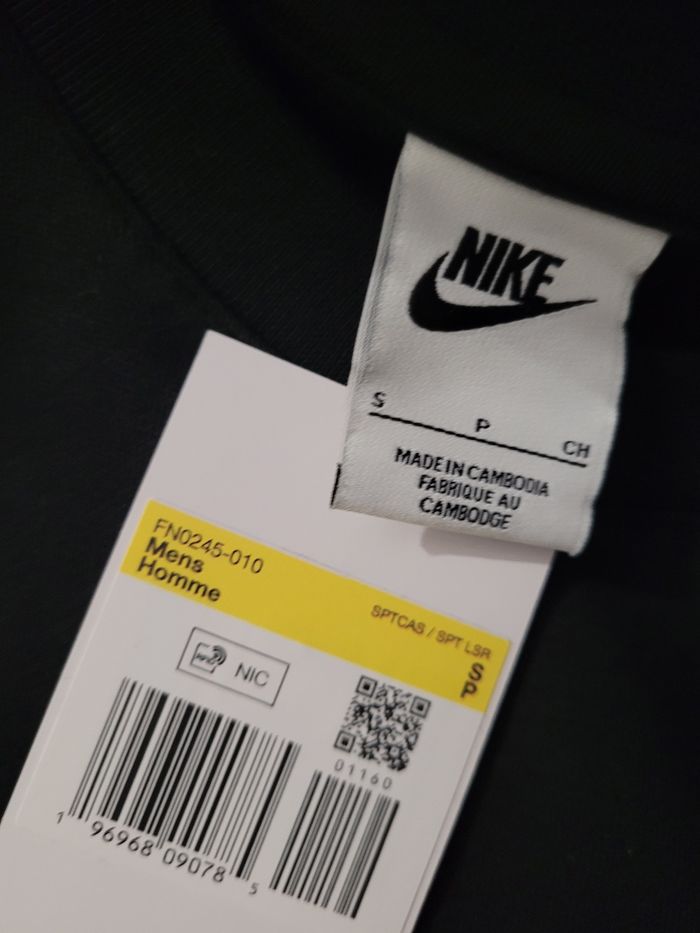 NIKE
S P CH
MADE IN CAMBODIA
FABRIQUE AU
CAMBODGE
FN0245-010
Mens
Homme
SPTCAS / SPT LSR
S
P
RFID NIC
01160
1 96968 09078 5